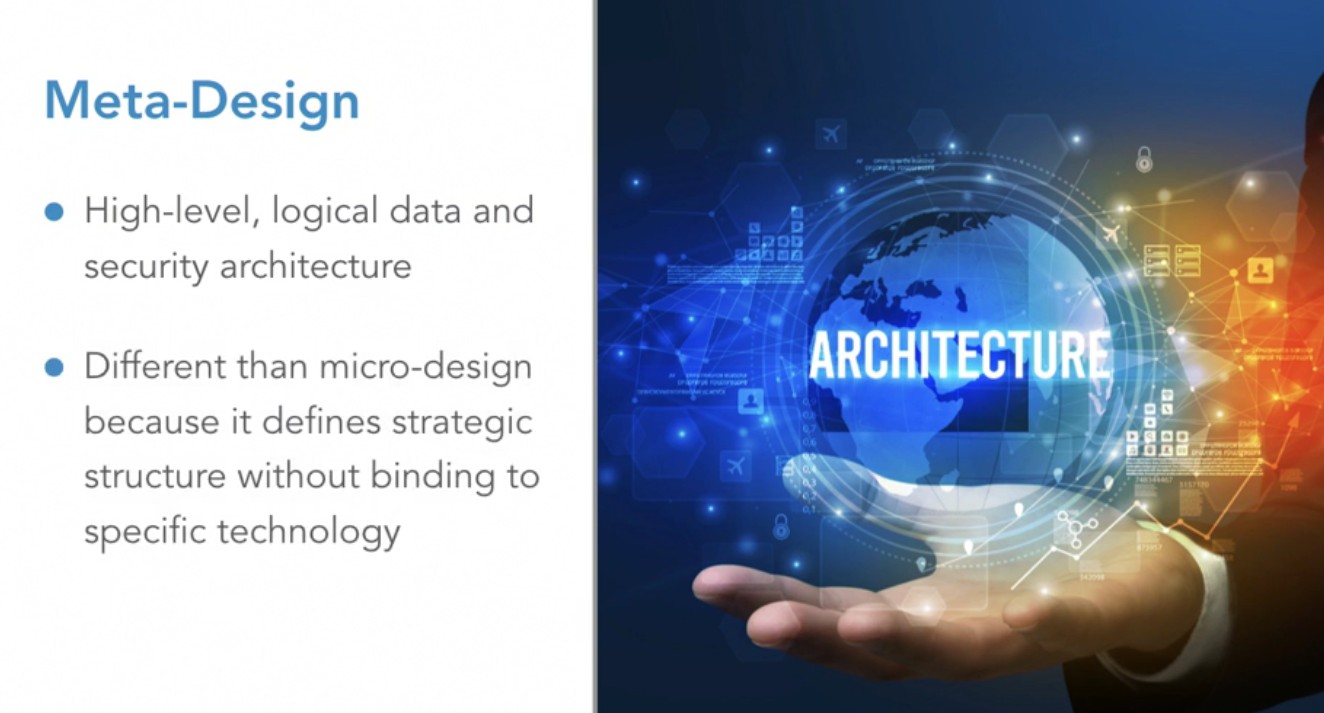 Meta-Design
High-level, logical data and
security architecture
Different than micro-design
because it defines strategic
structure without binding to
specific technology
ARCHITECTURE